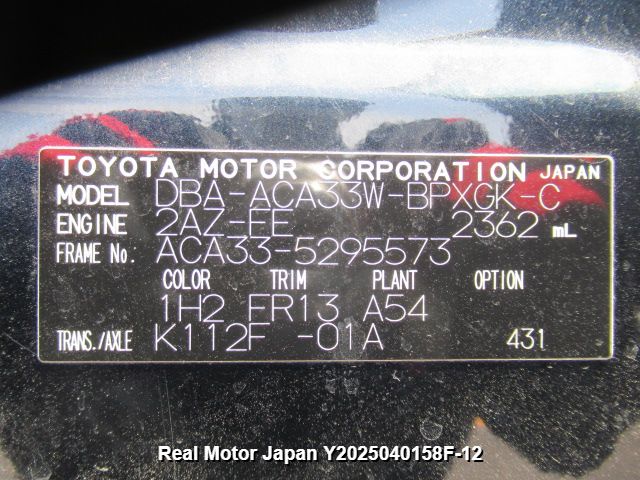 TOYOTA MOTOR CORPORATION JAPAN
MODEL DBA-ACA33W-BPXGK-C
ENGINE 2AZ-FE 2362 mL
FRAME No. ACA33-5295573
COLOR TRIM PLANT OPTION
1H2 FR13 A54
TRANS./AXLE K112F -01A 431
Real Motor Japan Y2025040158F-12